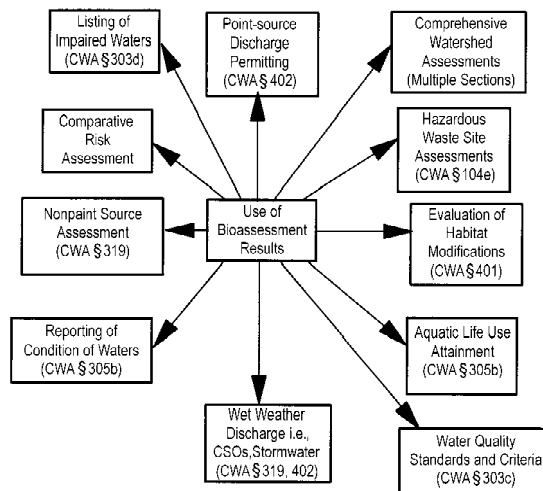 Listing of
Impaired Waters
(CWA §303d)
Point-source
Discharge
Permitting
(CWA §402)
Comprehensive
Watershed
Assessments
(Multiple Sections)
Comparative
Risk
Assessment
Hazardous
Waste Site
Assessments
(CWA §104e)
Nonpaint Source
Assessment
(CWA §319)
Use of
Bioassessment
Results
Evaluation of
Habitat
Modifications
(CWA §401)
Reporting of
Condition of Waters
(CWA §305b)
Aquatic Life Use
Attainment
(CWA §305b)
Wet Weather
Discharge i.e.,
CSOs,Stormwater
(CWA §319, 402)
Water Quality
Standards and Criteria
(CWA §303c)